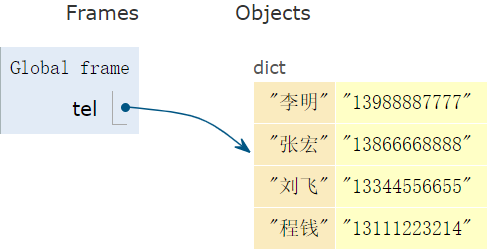 Frames Objects
Global frame
dict
tel
"李明" "13988887777"
"张宏" "13866668888"
"刘飞" "13344556655"
"程钱" "13111223214"